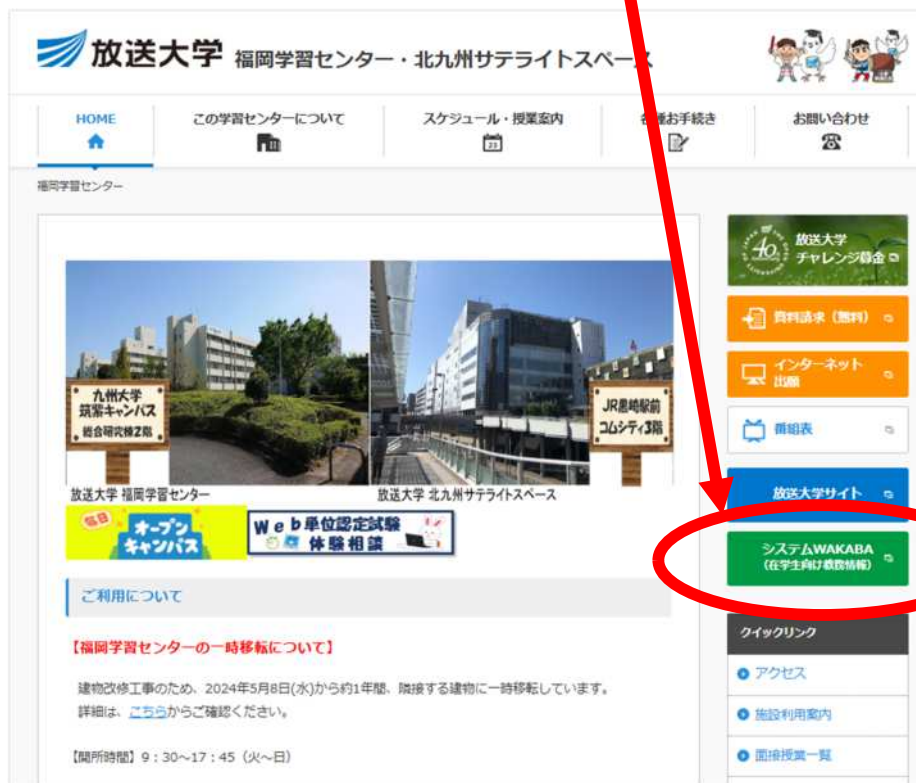 放送大学 福岡学習センター・北九州サテライトスペース
HOME
この学習センターについて
スケジュール・授業案内
各種お手続き
お問い合わせ
23
福岡学習センター
九州大学
筑紫キャンパス
総合研究棟2階
JR黒崎駅前
コムシティ3階
放送大学 福岡学習センター
放送大学 北九州サテライトスペース
毎日
オープン
キャンパス
Web単位認定試験
体験相談
ご利用について
【福岡学習センターの一時移転について】
建物改修工事のため、2024年5月8日(水)から約1年間、隣接する建物に一時移転しています。
詳細は、こちらからご確認ください。
【開所時間】9:30～17:45(火～日)
40
放送大学
チャレンジ募金
資料請求(無料)
インターネット
出願
番組表
放送大学サイト
システムWAKABA
(在学生向け教務情報)
クイックリンク
アクセス
施設利用案内
面接授業一覧